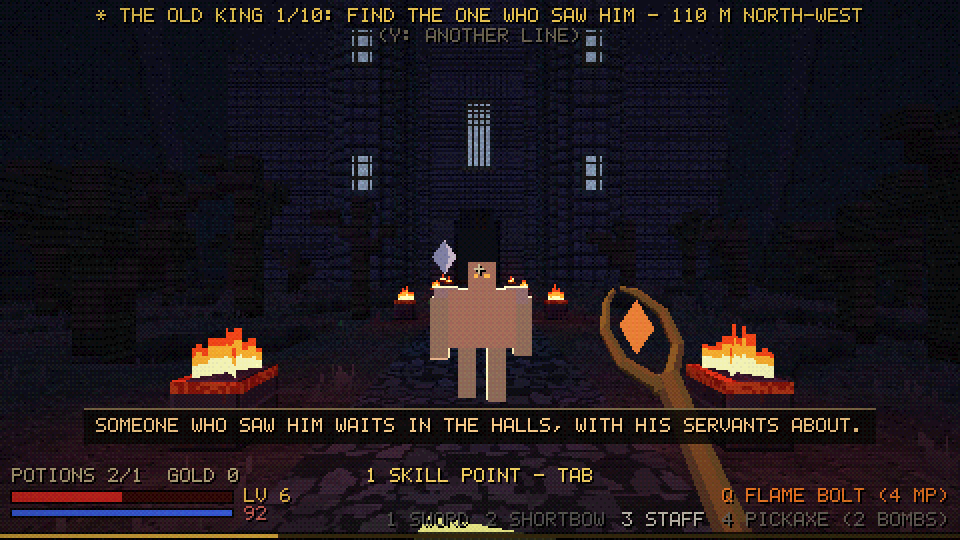 * THE OLD KING 1/10: FIND THE ONE WHO SAW HIM - 110 M NORTH-WEST
(Y: ANOTHER LINE)
SOMEONE WHO SAW HIM WAITS IN THE HALLS, WITH HIS SERVANTS ABOUT.
POTIONS 2/1 GOLD 0
1 SKILL POINT - TAB
LV 6
Q FLAME BOLT (4 MP)
92
1 SWORD 2 SHORTBOW 3 STAFF 4 PICKAXE (2 BOMBS)